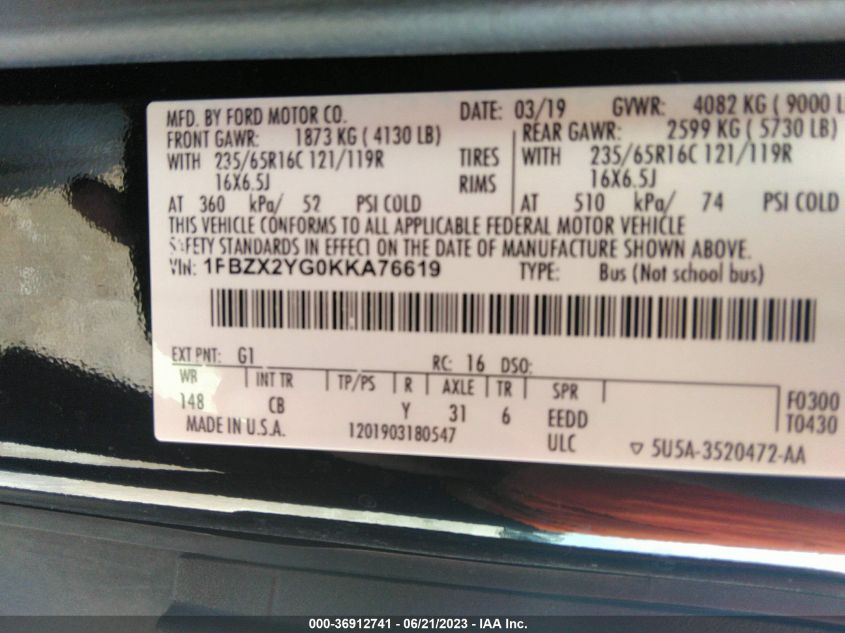 MFD. BY FORD MOTOR CO. DATE: 03/19 GVWR: 4082 KG ( 9000 L
FRONT GAWR: 1873 KG ( 4130 LB) REAR GAWR: 2599 KG ( 5730 LB)
WITH 235/65R16C 121/119R TIRES WITH 235/65R16C 121/119R
16X6.5J RIMS 16X6.5J
AT 360 kPa/ 52 PSI COLD AT 510 kPa/ 74 PSI COLD
THIS VEHICLE CONFORMS TO ALL APPLICABLE FEDERAL MOTOR VEHICLE
SAFETY STANDARDS IN EFFECT ON THE DATE OF MANUFACTURE SHOWN ABOVE.
VIN: 1FBZX2YG0KKA76619 TYPE: Bus (Not school bus)
EXT PNT: G1 RC: 16 DSO:
WB INT TR TP/PS R AXLE TR SPR F0300
148 CB Y 31 6 EEDD T0430
MADE IN U.S.A. 1201903180547 ULC 5U5A-3520472-AA
000-36912741 - 06/21/2023 - IAA Inc.